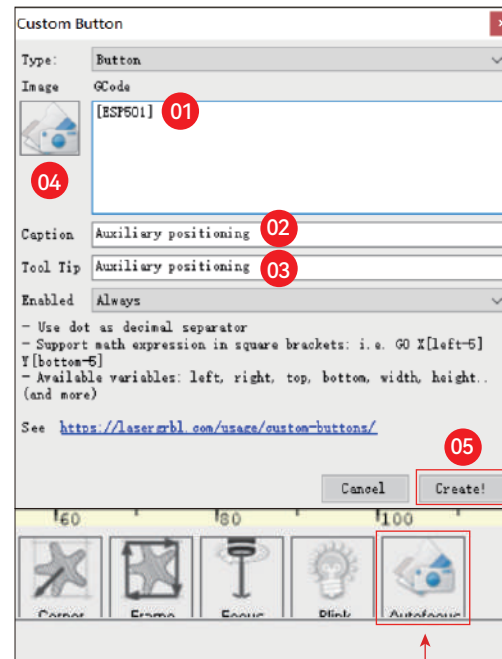 Custom Button
Type: Button
Image GCode
[ESP501] 01
04
Caption Auxiliary positioning 02
Tool Tip Auxiliary positioning 03
Enabled Always
- Use dot as decimal separator
- Support math expression in square brackets: i.e. G0 X[left-5]
Y[bottom-5]
- Available variables: left, right, top, bottom, width, height..
(and more)
See https://lasergrbl.com/usage/custom-buttons/
05
Cancel Create!
60 80 100
Corner Frame Focus Blink Autofocus